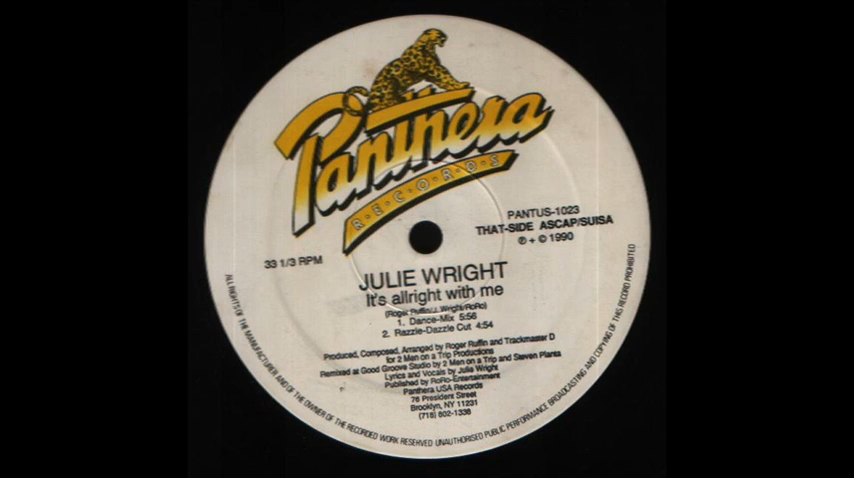 Panthera
RECORDS
PANTUS-1023
THAT-SIDE ASCAP/SUISA
℗ + © 1990
33 1/3 RPM
JULIE WRIGHT
It's allright with me
(Roger Ruffin/J. Wright/RoRo)
1. Dance-Mix 5:56
2. Razzle-Dazzle Cut 4:54
Produced, Composed, Arranged by Roger Ruffin and Trackmaster D
for 2 Men on a Trip Productions
Remixed at Good Groove Studio by 2 Men on a Trip and Steven Planta
Lyrics and Vocals by Julie Wright
Published by RoRo-Entertainment
Panthera USA Records
76 President Street
Brooklyn, NY 11231
(718) 802-1338
ALL RIGHTS OF THE MANUFACTURER AND OF THE OWNER OF THE RECORDED WORK RESERVED UNAUTHORISED PUBLIC PERFORMANCE BROADCASTING AND COPYING OF THIS RECORD PROHIBITED